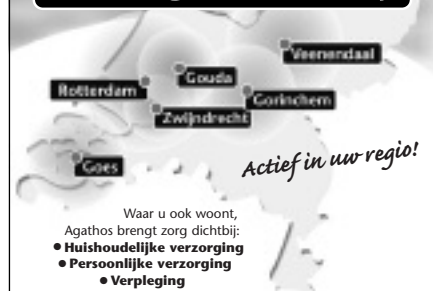 Veenendaal
Gouda
Rotterdam
Gorinchem
Zwijndrecht
Goes
Actief in uw regio!
Waar u ook woont,
Agathos brengt zorg dichtbij:
• Huishoudelijke verzorging
• Persoonlijke verzorging
• Verpleging